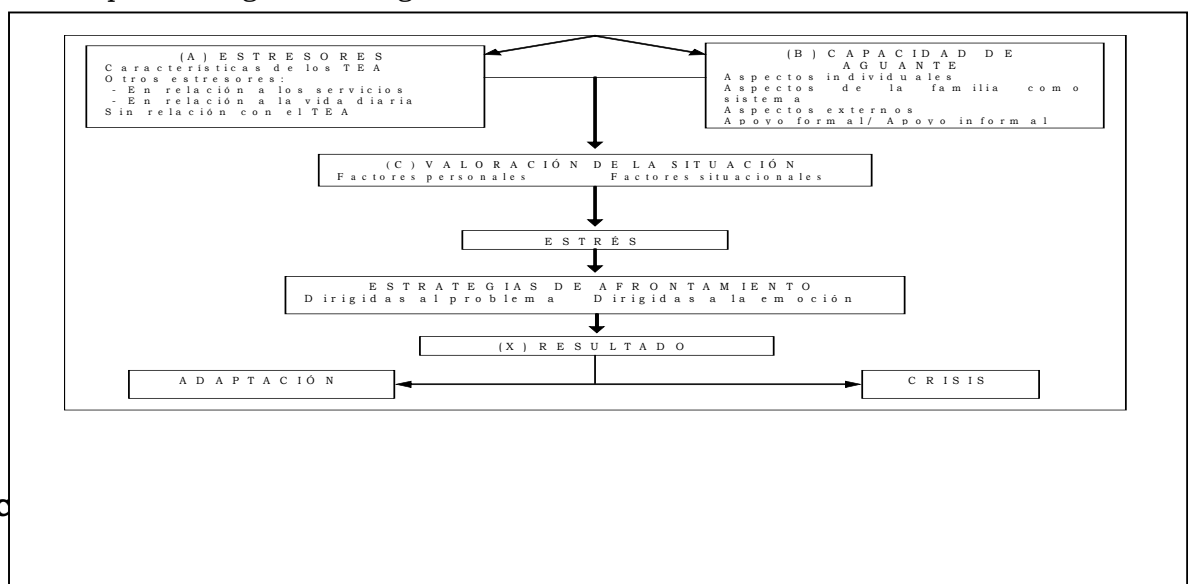 (A) ESTRESORES
Características de los TEA
Otros estresores:
- En relación a los servicios
- En relación a la vida diaria
Sin relación con el TEA
(B) CAPACIDAD DE
AGUANTE
Aspectos individuales
Aspectos de la familia como
sistema
Aspectos externos
Apoyo formal/ Apoyo informal
(C) VALORACIÓN DE LA SITUACIÓN
Factores personales Factores situacionales
ESTRÉS
ESTRATEGIAS DE AFRONTAMIENTO
Dirigidas al problema Dirigidas a la emoción
(X) RESULTADO
ADAPTACIÓN
CRISIS